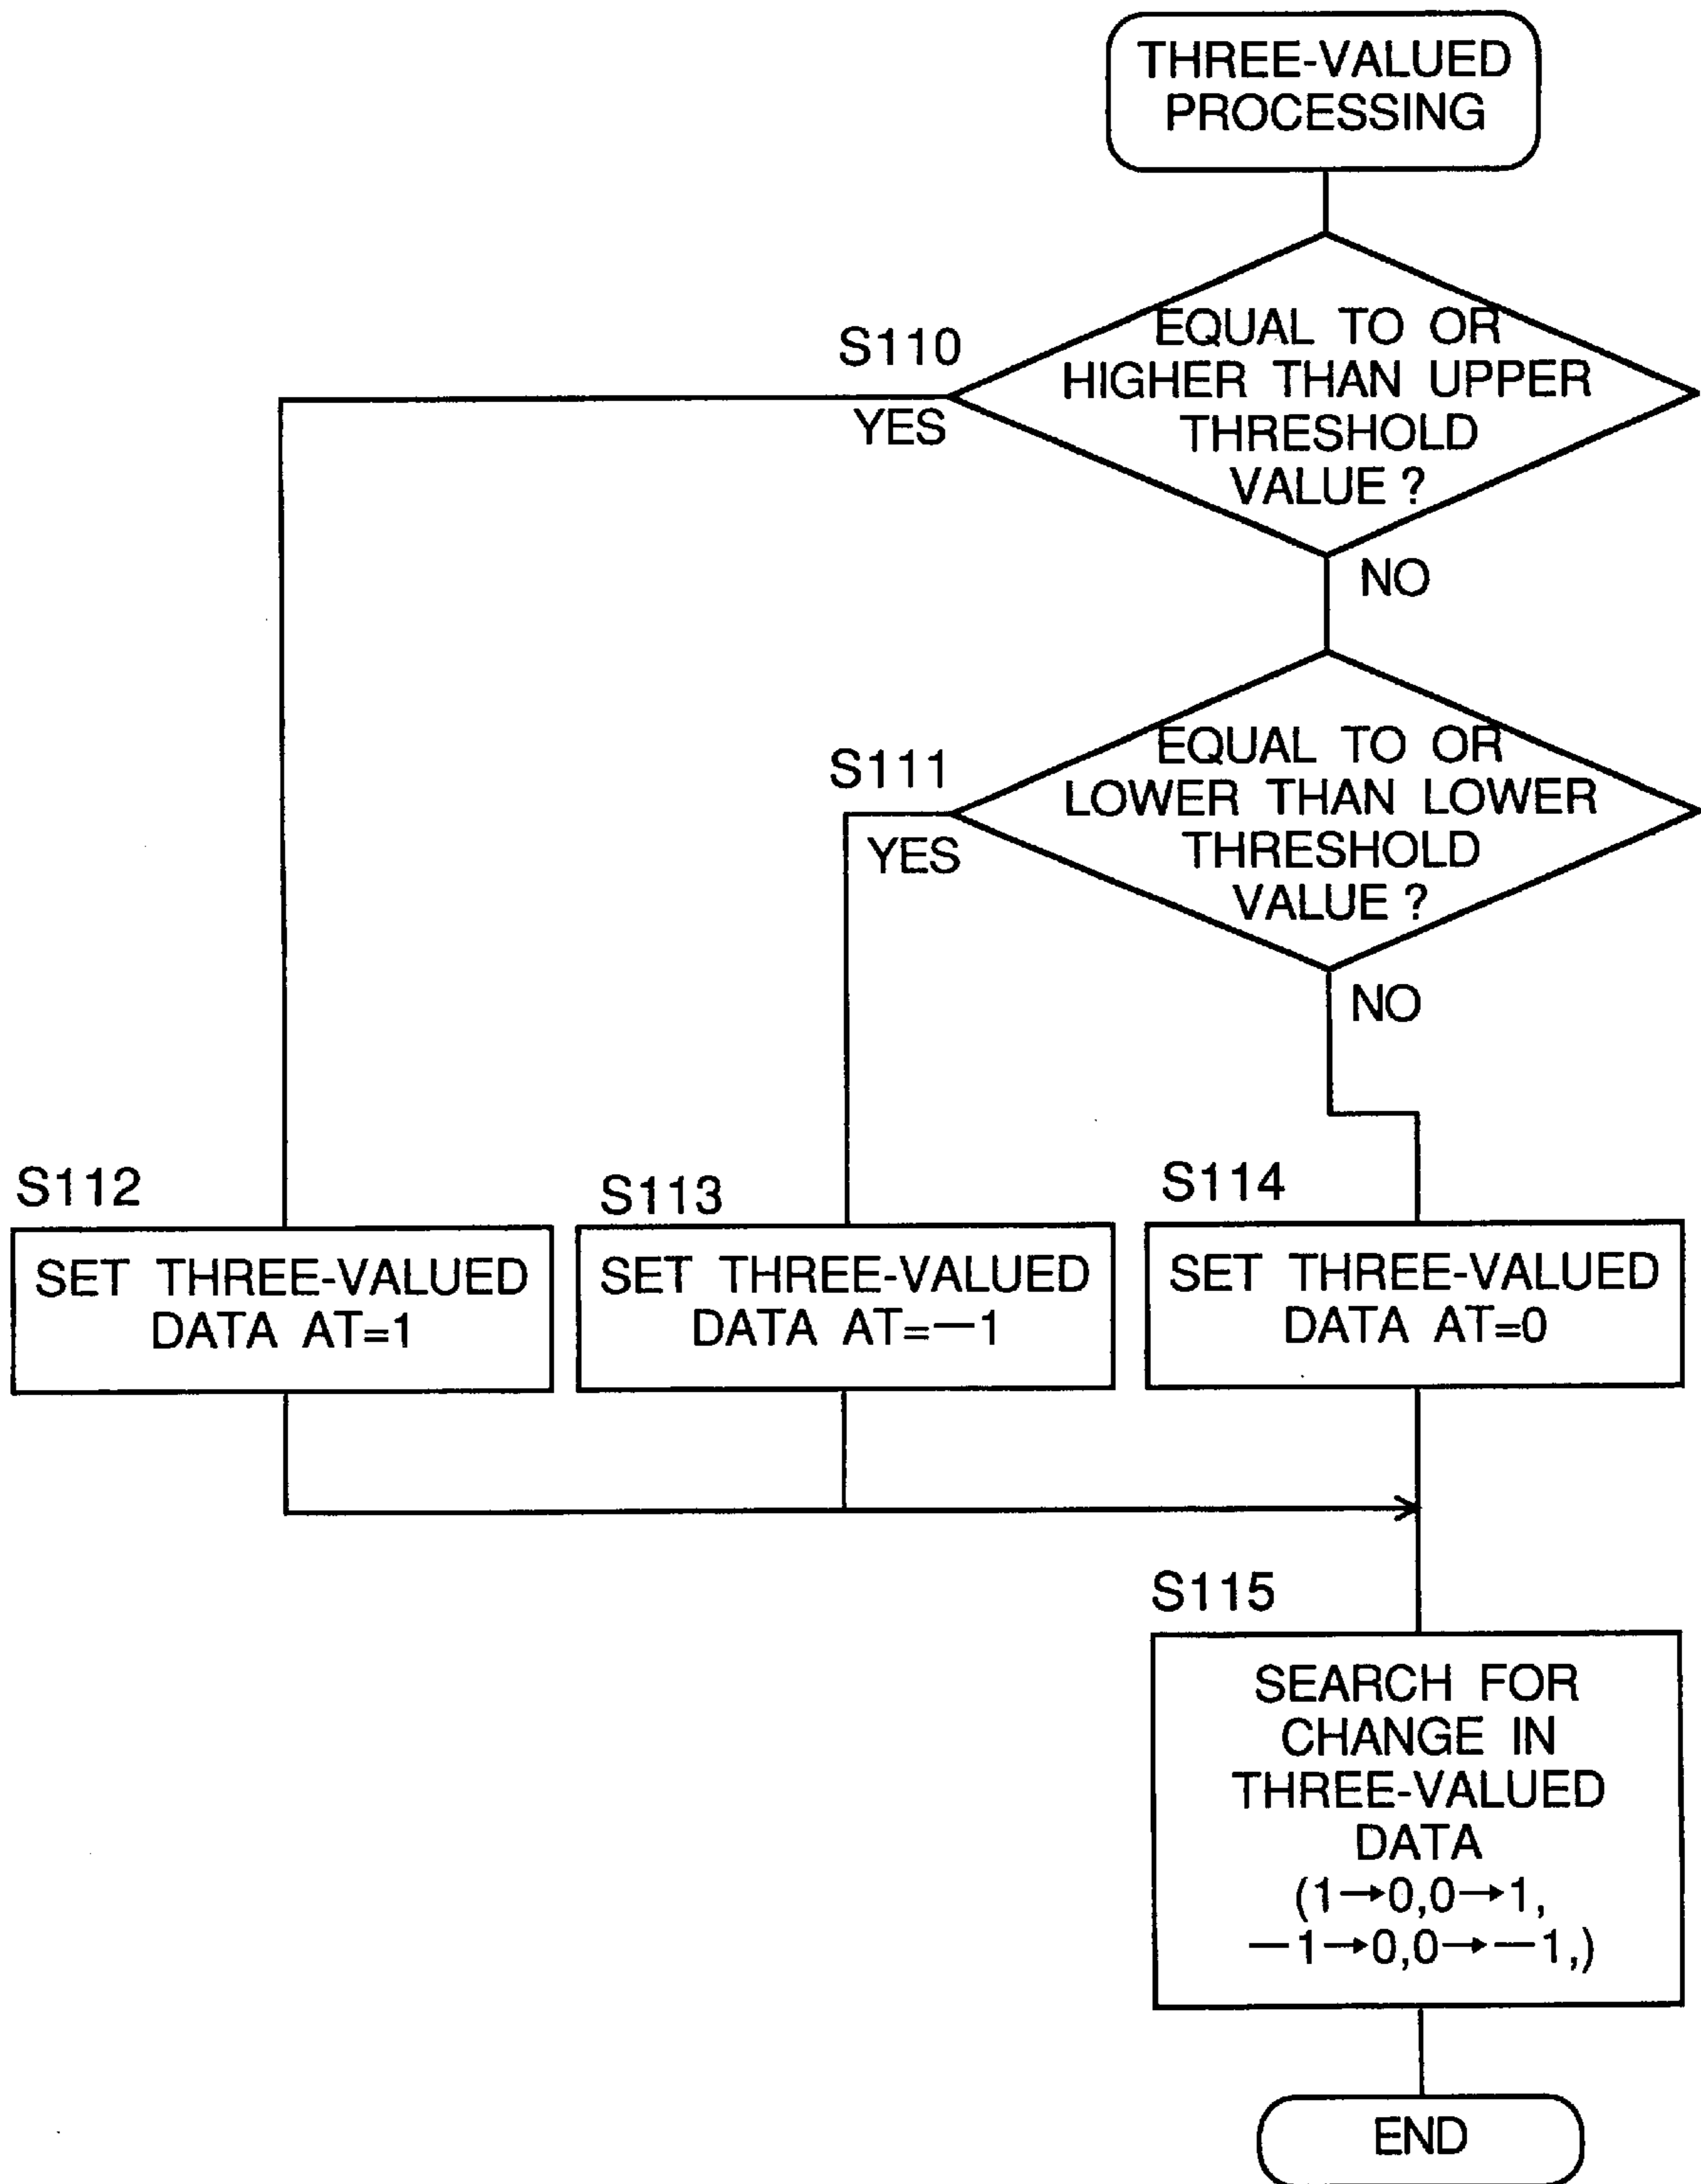 THREE-VALUED
PROCESSING
S110
EQUAL TO OR
HIGHER THAN UPPER
THRESHOLD
VALUE ?
YES
NO
S111
EQUAL TO OR
LOWER THAN LOWER
THRESHOLD
VALUE ?
YES
NO
S112
SET THREE-VALUED
DATA AT=1
S113
SET THREE-VALUED
DATA AT=—1
S114
SET THREE-VALUED
DATA AT=0
S115
SEARCH FOR
CHANGE IN
THREE-VALUED
DATA
(1→0,0→1,
—1→0,0→—1,)
END